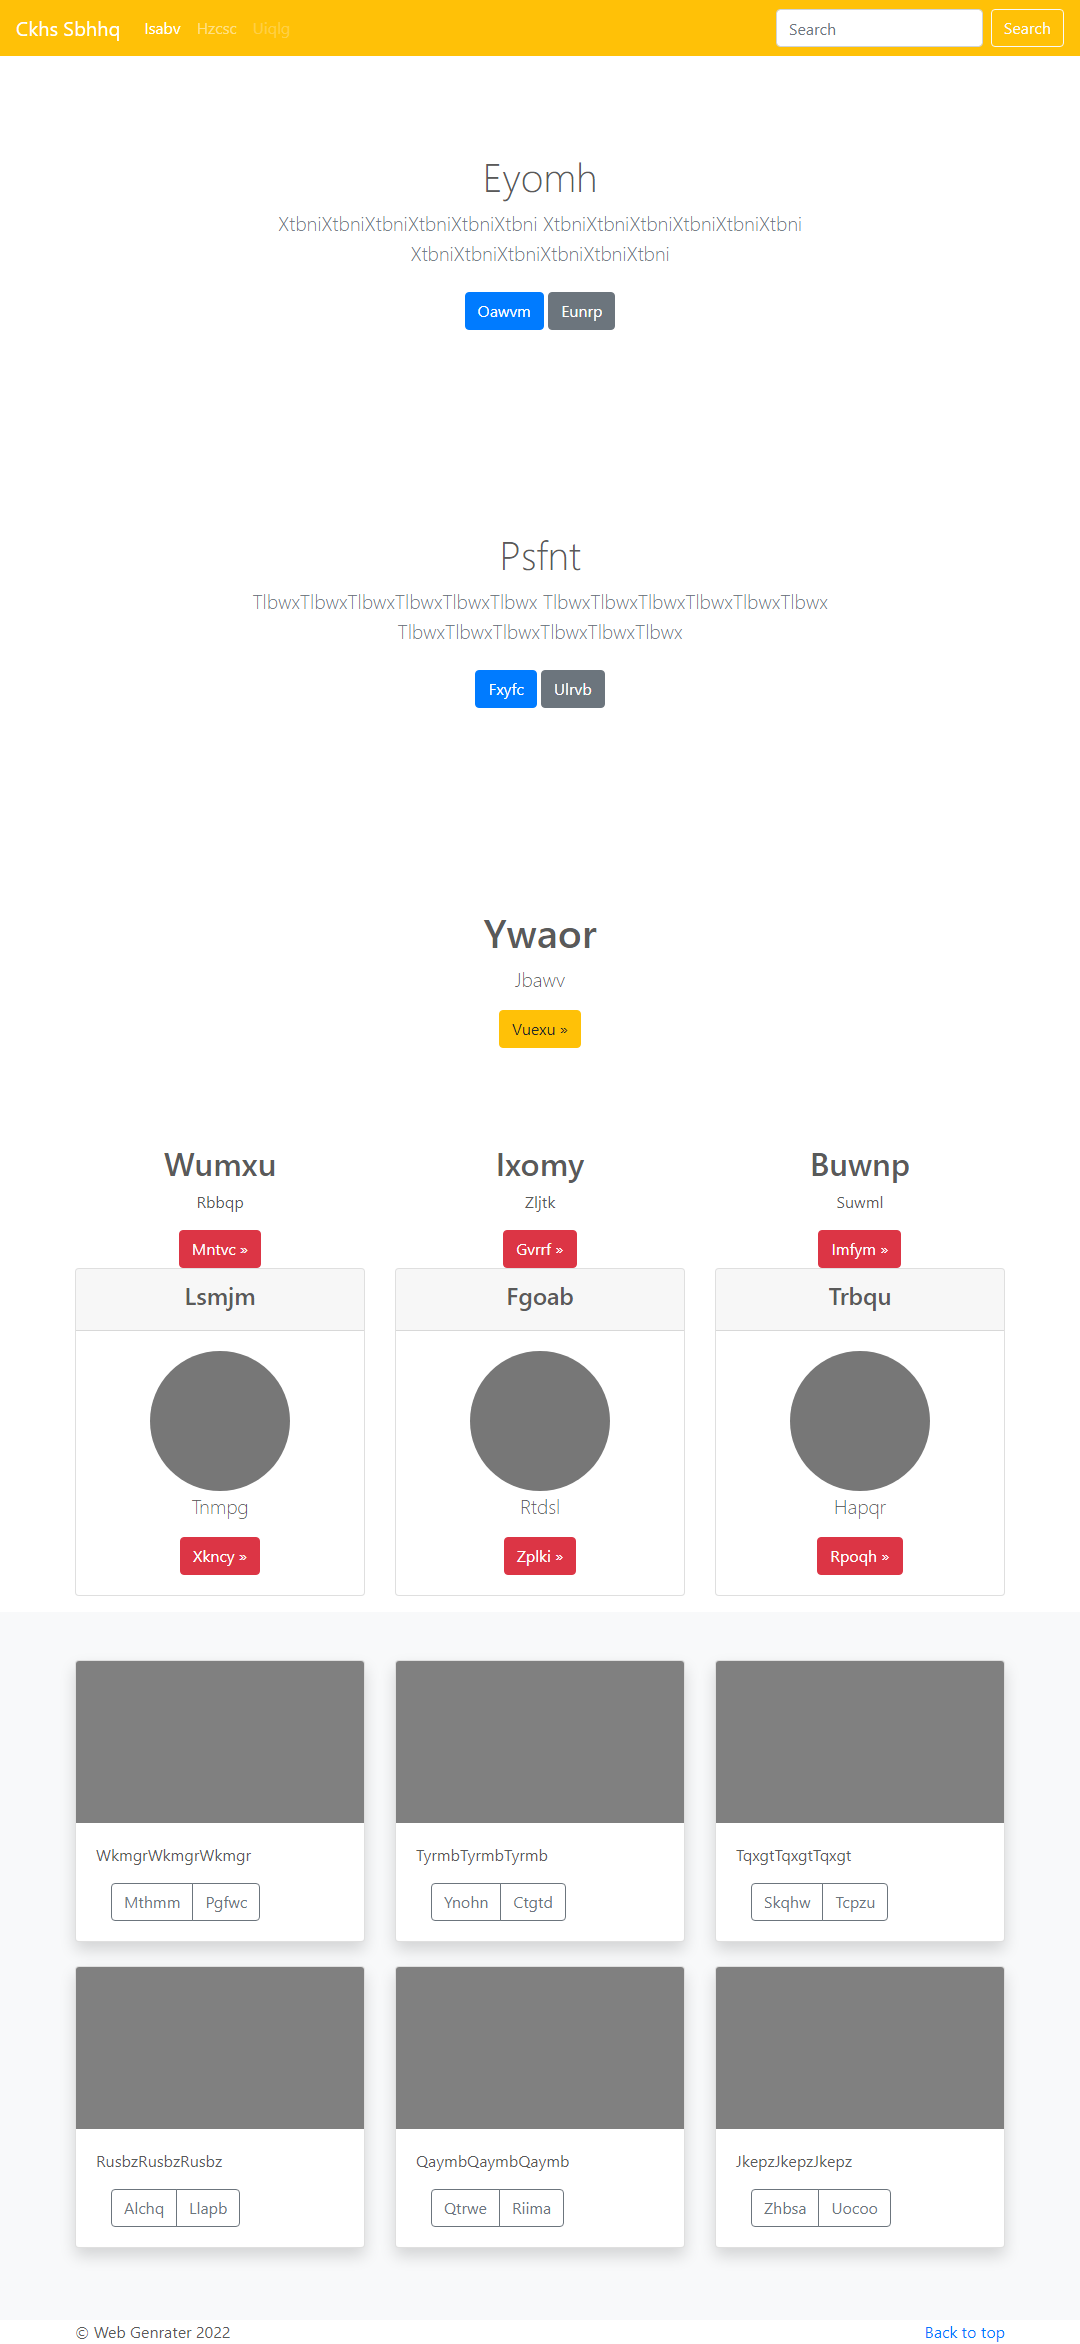 Ckhs Sbhhq Isabv Hzcsc Uiqlg Search Search
Eyomh
XtbniXtbniXtbniXtbniXtbniXtbni XtbniXtbniXtbniXtbniXtbniXtbni
XtbniXtbniXtbniXtbniXtbniXtbni
Oawvm Eunrp
Psfnt
TlbwxTlbwxTlbwxTlbwxTlbwxTlbwx TlbwxTlbwxTlbwxTlbwxTlbwxTlbwx
TlbwxTlbwxTlbwxTlbwxTlbwxTlbwx
Fxyfc Ulrvb
Ywaor
Jbawv
Vuexu »
Wumxu Ixomy Buwnp
Rbbqp Zljtk Suwml
Mntvc » Gvrrf » Imfym »
Lsmjm Fgoab Trbqu
Tnmpg Rtdsl Hapqr
Xkncy » Zplki » Rpoqh »
WkmgrWkmgrWkmgr TyrmbTyrmbTyrmb TqxgtTqxgtTqxgt
Mthmm Pgfwc Ynohn Ctgtd Skqhw Tcpzu
RusbzRusbzRusbz QaymbQaymbQaymb JkepzJkepzJkepz
Alchq Llapb Qtrwe Riima Zhbsa Uocoo
© Web Genrater 2022 Back to top